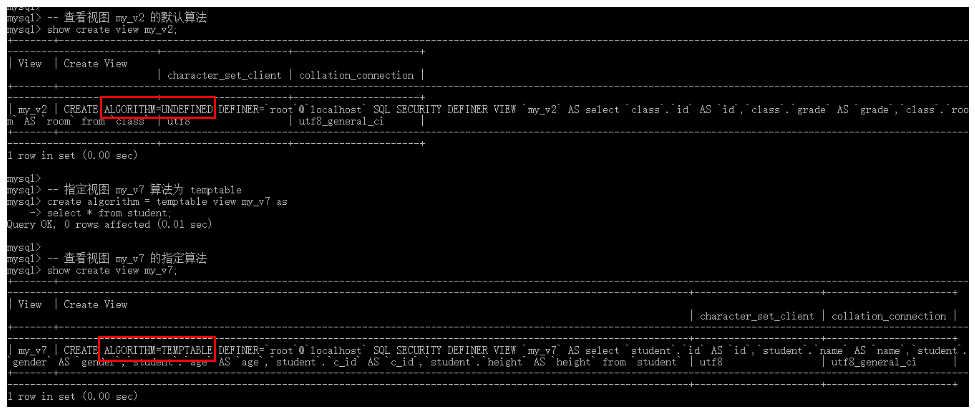 mysql>
mysql> -- 查看视图 my_v2 的默认算法
mysql> show create view my_v2;
| View | Create View
| character_set_client | collation_connection |
| my_v2 | CREATE ALGORITHM=UNDEFINED DEFINER=`root`@`localhost` SQL SECURITY DEFINER VIEW `my_v2` AS select `class`.`id` AS `id`,`class`.`grade` AS `grade`,`class`.`roo
m` AS `room` from `class` | utf8 | utf8_general_ci |
1 row in set (0.00 sec)
mysql>
mysql> -- 指定视图 my_v7 算法为 temptable
mysql> create algorithm = temptable view my_v7 as
-> select * from student;
Query OK, 0 rows affected (0.01 sec)
mysql>
mysql> -- 查看视图 my_v7 的指定算法
mysql> show create view my_v7;
| View | Create View
| character_set_client | collation_connection |
| my_v7 | CREATE ALGORITHM=TEMPTABLE DEFINER=`root`@`localhost` SQL SECURITY DEFINER VIEW `my_v7` AS select `student`.`id` AS `id`,`student`.`name` AS `name`,`student`.
`gender` AS `gender`,`student`.`age` AS `age`,`student`.`c_id` AS `c_id`,`student`.`height` AS `height` from `student` | utf8 | utf8_general_ci |
1 row in set (0.00 sec)